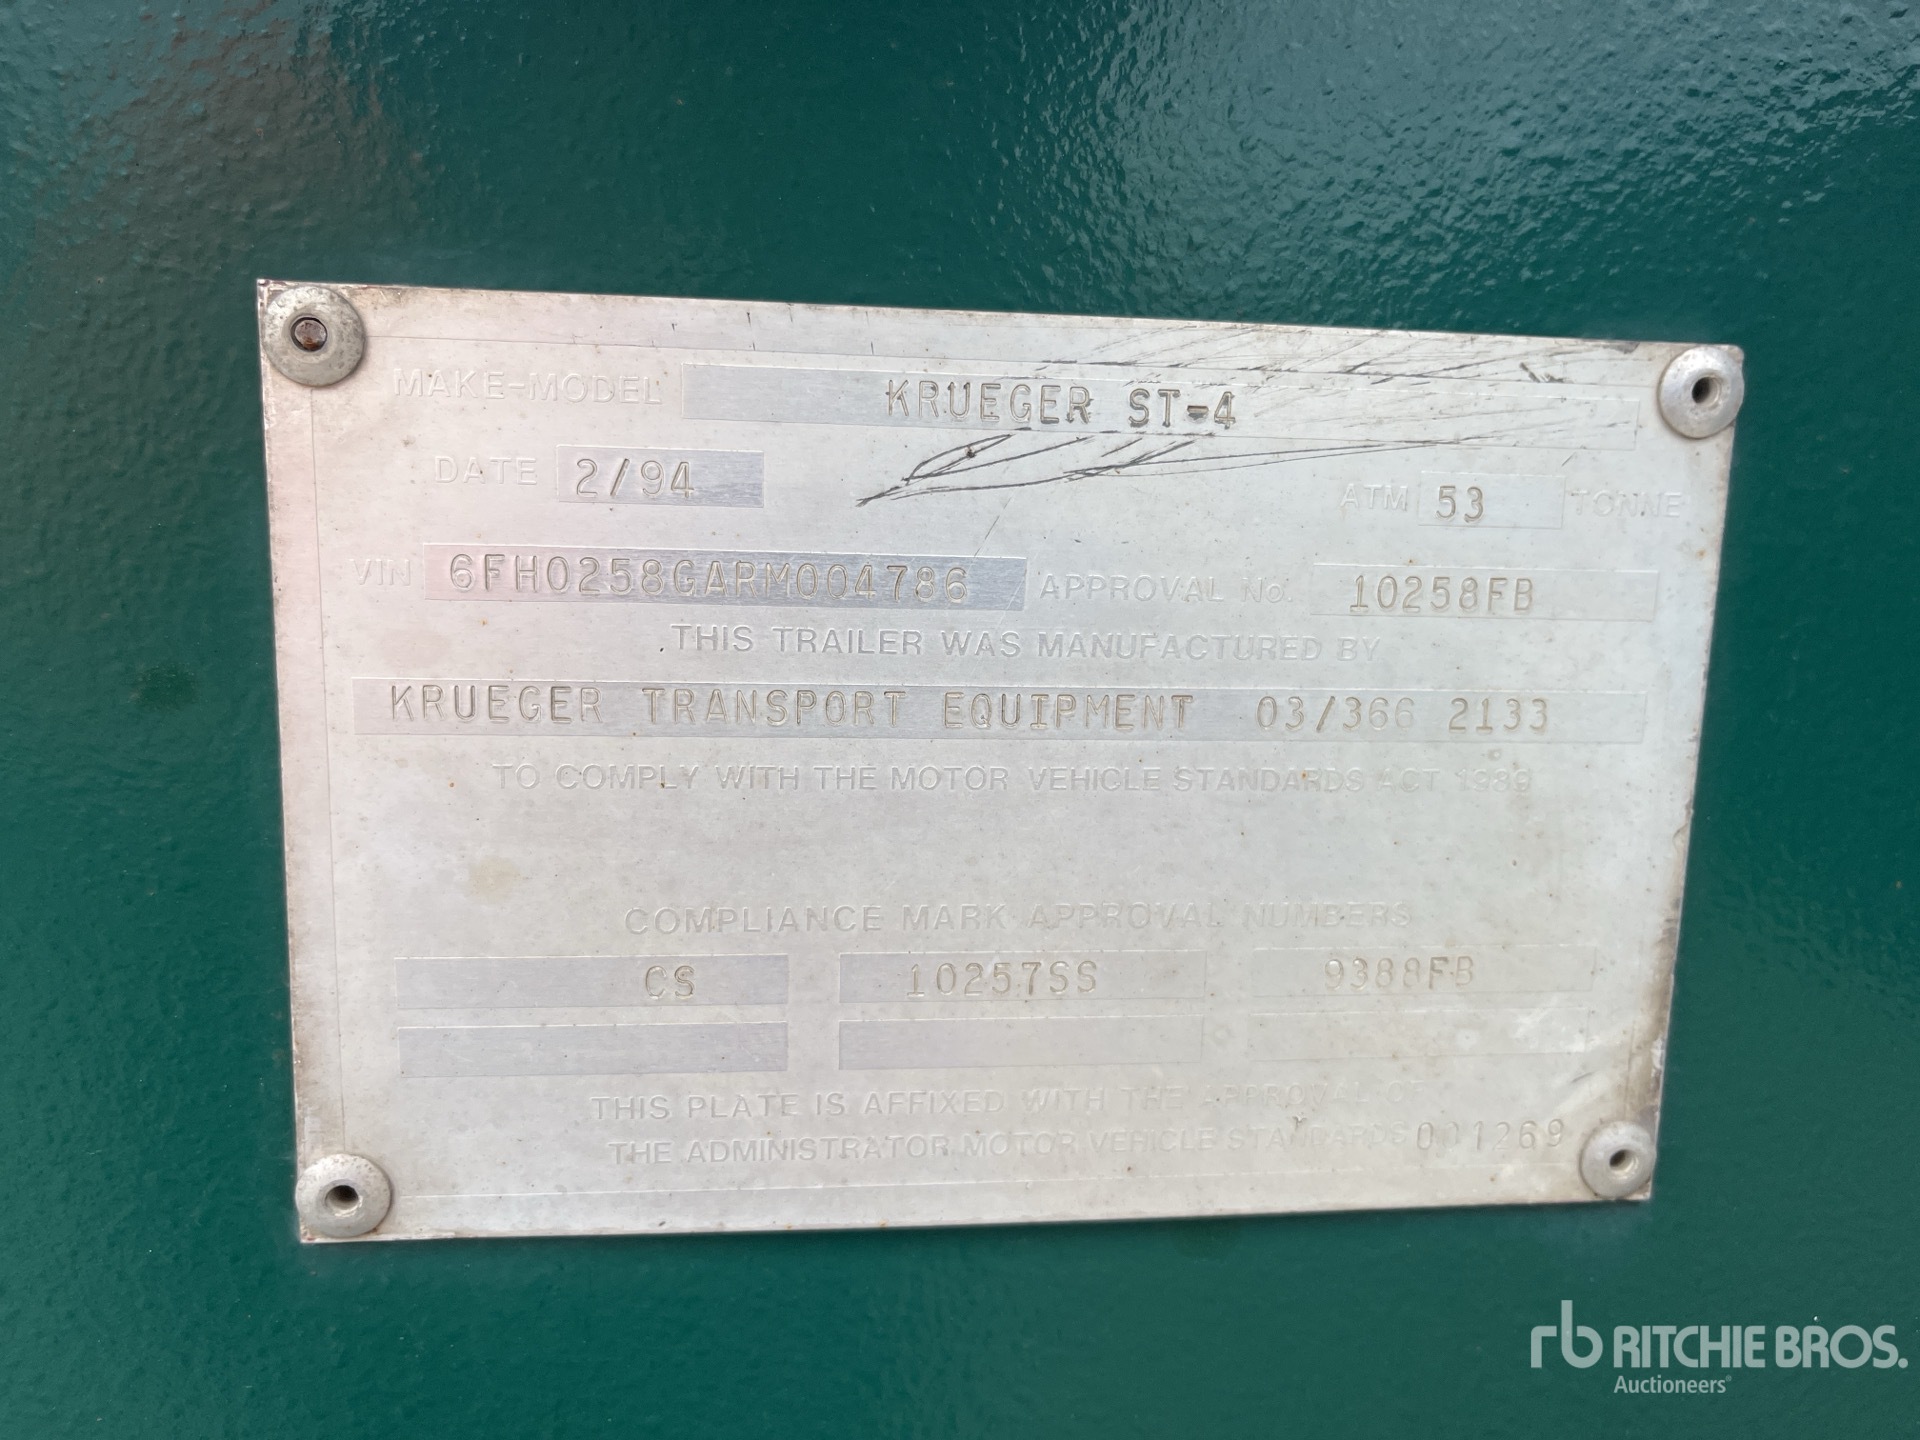 MAKE-MODEL KRUEGER ST-4
DATE 2/94 ATM 53 TONNE
VIN 6FH0258GARM004786 APPROVAL No. 10258FB
THIS TRAILER WAS MANUFACTURED BY
KRUEGER TRANSPORT EQUIPMENT 03/366 2133
TO COMPLY WITH THE MOTOR VEHICLE STANDARDS ACT 1989
COMPLIANCE MARK APPROVAL NUMBERS
CS 10257SS 9388FB
THIS PLATE IS AFFIXED WITH THE APPROVAL OF
THE ADMINISTRATOR MOTOR VEHICLE STANDARDS 001269
rb RITCHIE BROS.
Auctioneers